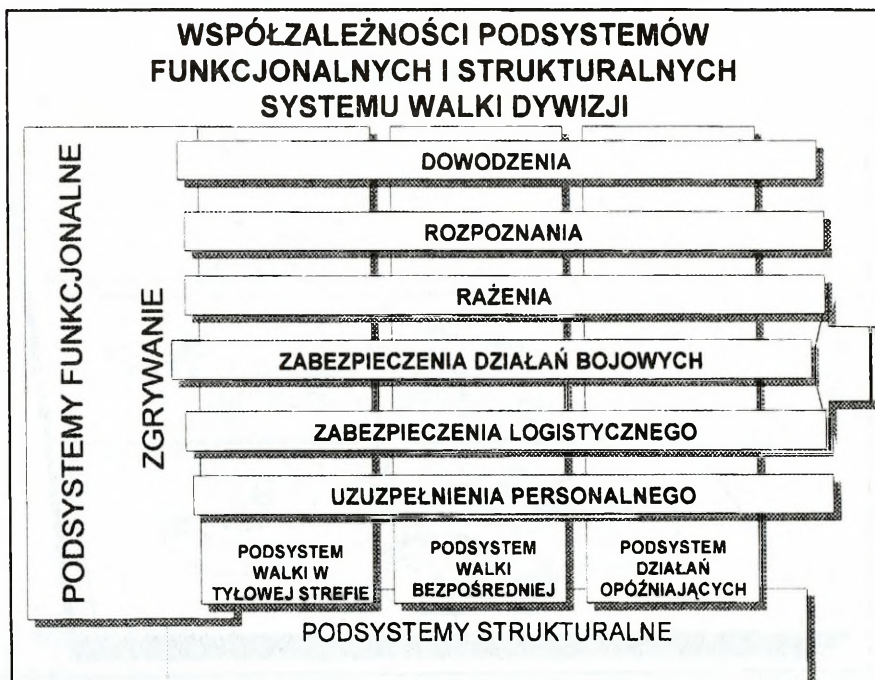 WSPÓŁZALEŻNOŚCI PODSYSTEMÓW
FUNKCJONALNYCH I STRUKTURALNYCH
SYSTEMU WALKI DYWIZJI
PODSYSTEMY FUNKCJONALNE
ZGRYWANIE
DOWODZENIA
ROZPOZNANIA
RAŻENIA
ZABEZPIECZENIA DZIAŁAŃ BOJOWYCH
ZABEZPIECZENIA LOGISTYCZNEGO
UZUZPEŁNIENIA PERSONALNEGO
PODSYSTEM
WALKI W
TYŁOWEJ STREFIE
PODSYSTEM
WALKI
BEZPOŚREDNIEJ
PODSYSTEM
DZIAŁAŃ
OPÓŹNIAJĄCYCH
PODSYSTEMY STRUKTURALNE